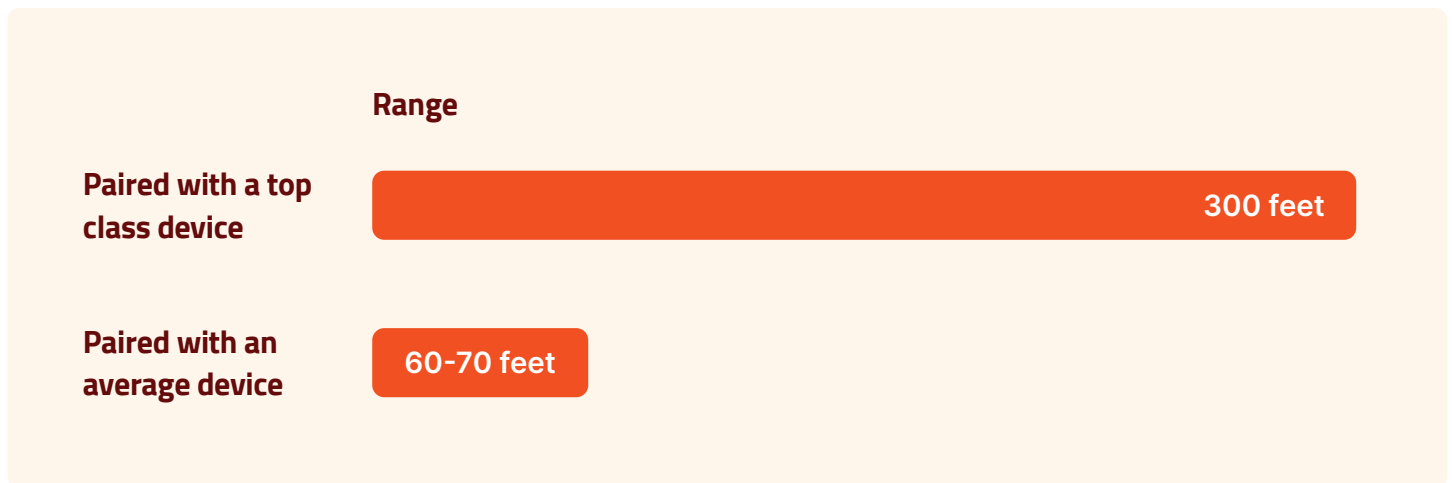 Range
Paired with a top
class device
300 feet
Paired with an
average device
60-70 feet